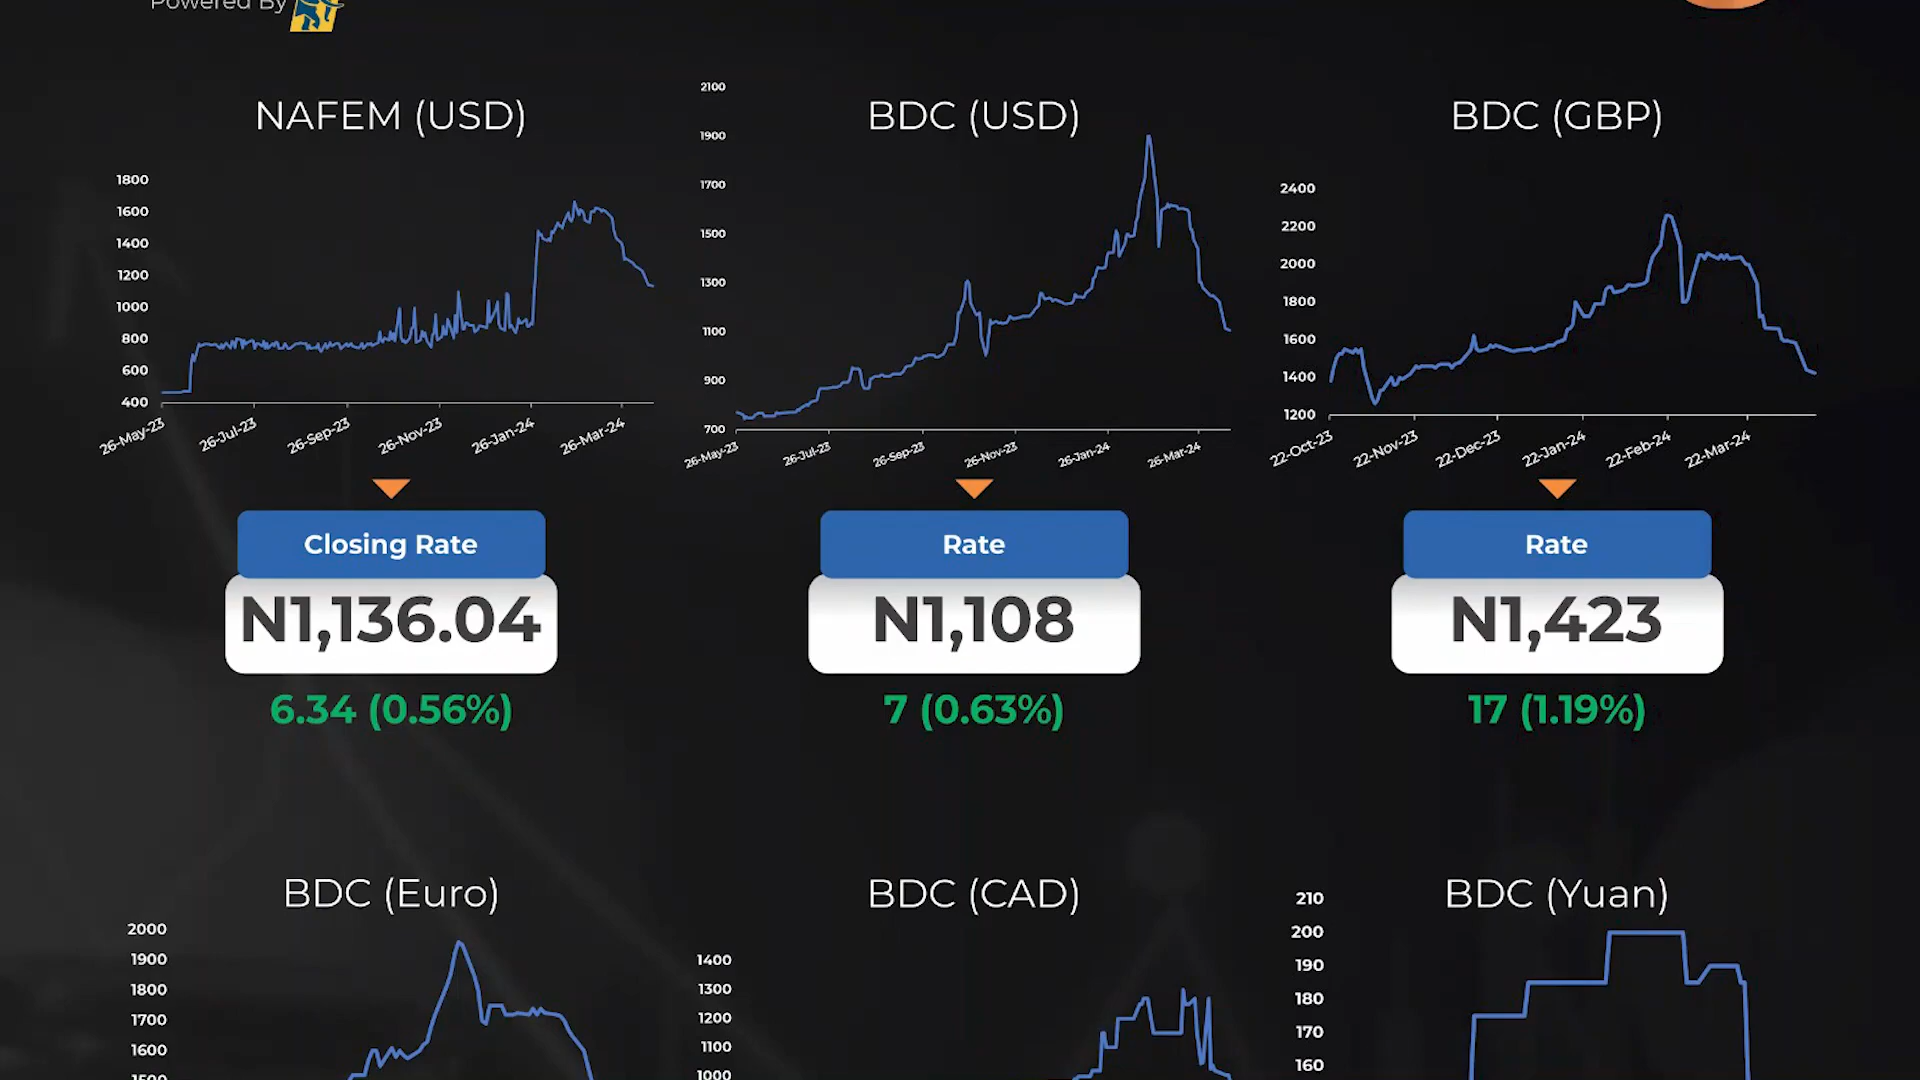 Powered By
NAFEM (USD)
1800
1600
1400
1200
1000
800
600
400
26-May-23
26-Jul-23
26-Sep-23
26-Nov-23
26-Jan-24
26-Mar-24
Closing Rate
N1,136.04
6.34 (0.56%)
BDC (USD)
2100
1900
1700
1500
1300
1100
900
700
26-May-23
26-Jul-23
26-Sep-23
26-Nov-23
26-Jan-24
26-Mar-24
Rate
N1,108
7 (0.63%)
BDC (GBP)
2400
2200
2000
1800
1600
1400
1200
22-Oct-23
22-Nov-23
22-Dec-23
22-Jan-24
22-Feb-24
22-Mar-24
Rate
N1,423
17 (1.19%)
BDC (Euro)
2000
1900
1800
1700
1600
1500
BDC (CAD)
1400
1300
1200
1100
1000
BDC (Yuan)
210
200
190
180
170
160